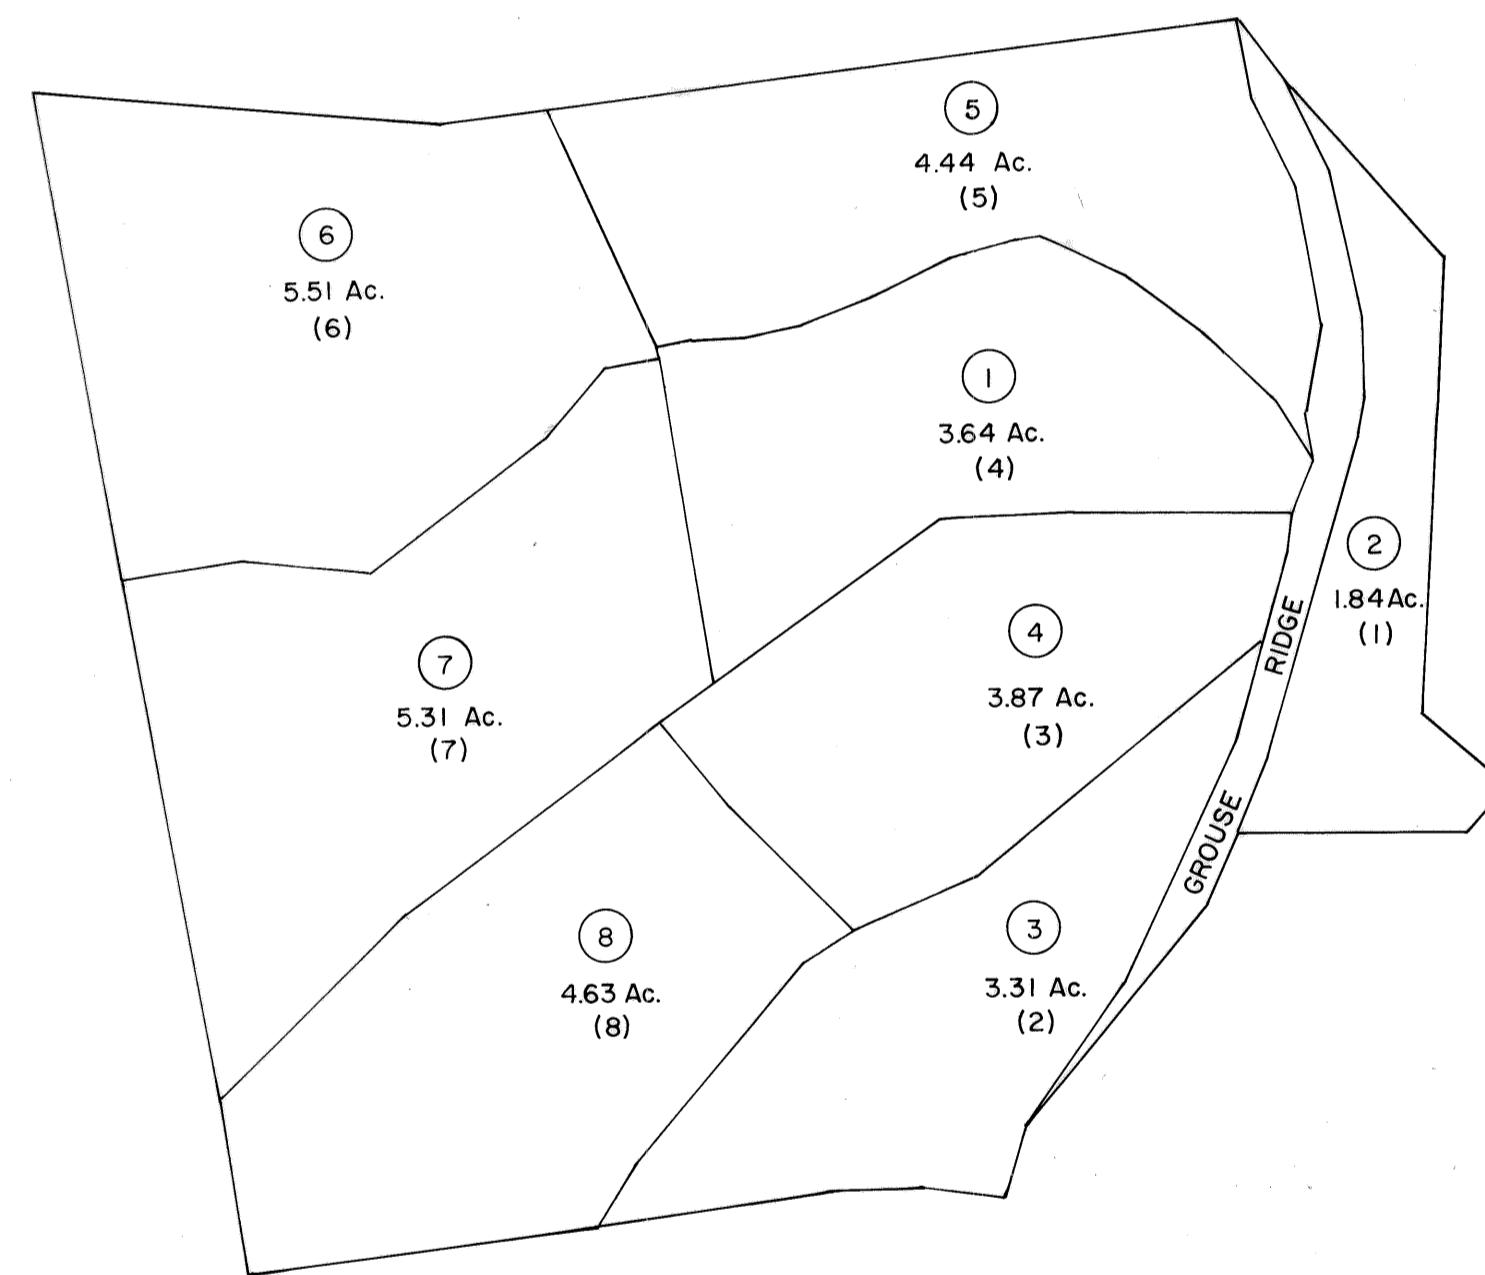 5
4.44 Ac.
(5)
6
5.51 Ac.
(6)
1
3.64 Ac.
(4)
2
1.84 Ac.
(1)
4
3.87 Ac.
(3)
7
5.31 Ac.
(7)
8
4.63 Ac.
(8)
3
3.31 Ac.
(2)
GROUSE RIDGE